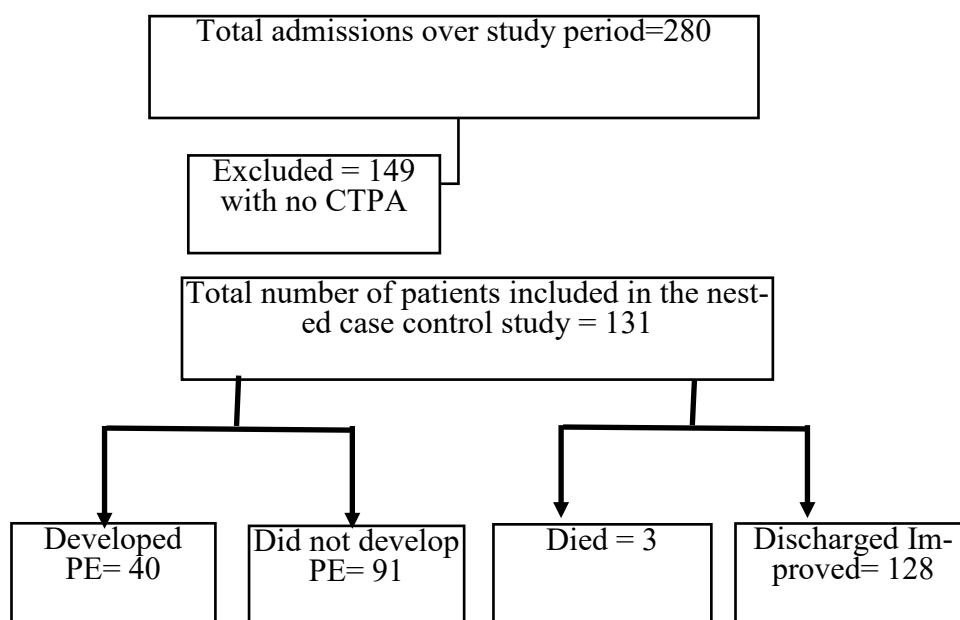 Total admissions over study period=280
Excluded = 149
with no CTPA
Total number of patients included in the nest-
ed case control study = 131
Developed
PE= 40
Did not develop
PE= 91
Died = 3
Discharged Im-
proved= 128